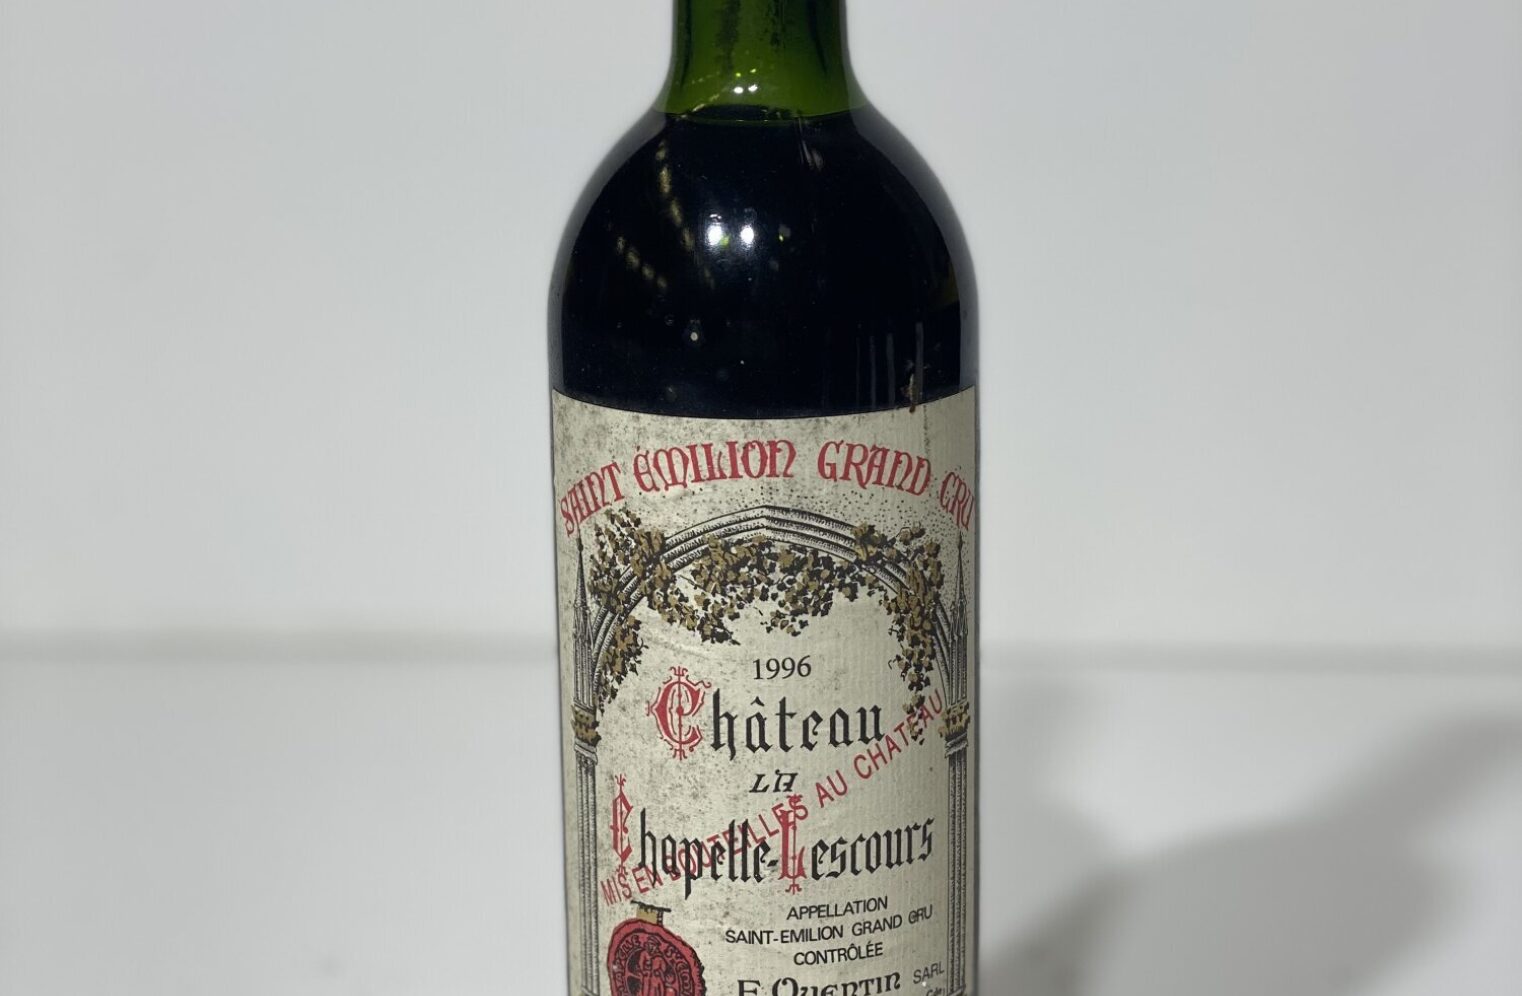 SAINT ÉMILION GRAND CRU
1996
Château
LA
Chapelle-Lescours
MIS EN BOUTEILLES AU CHATEAU
APPELLATION
SAINT-EMILION GRAND CRU
CONTRÔLÉE
F. QUENTIN SARL